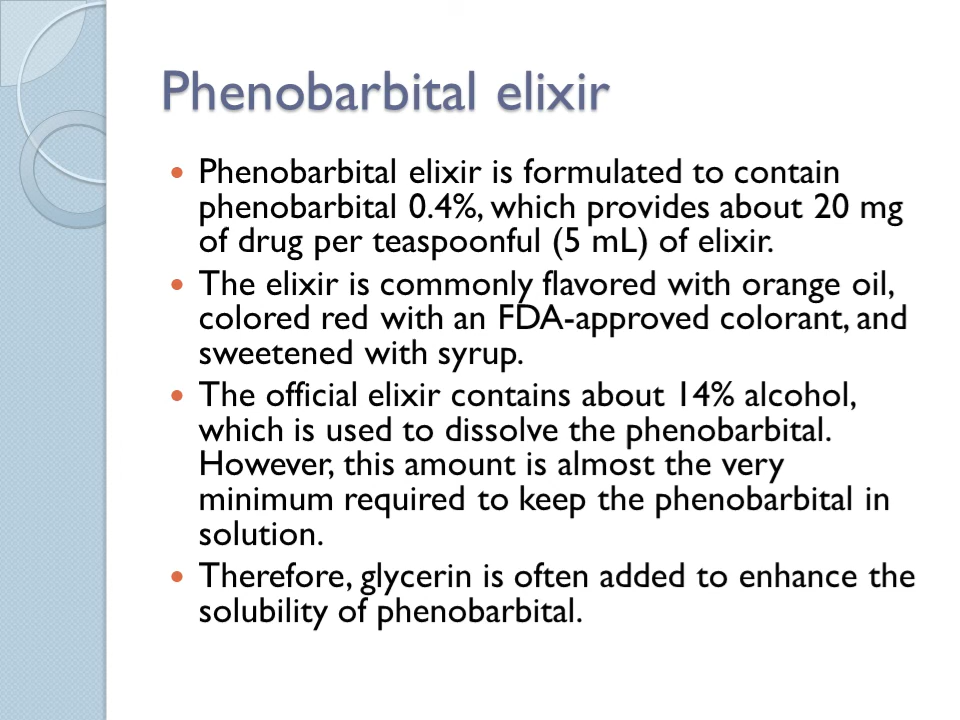 Phenobarbital elixir
• Phenobarbital elixir is formulated to contain
phenobarbital 0.4%, which provides about 20 mg
of drug per teaspoonful (5 mL) of elixir.
• The elixir is commonly flavored with orange oil,
colored red with an FDA-approved colorant, and
sweetened with syrup.
• The official elixir contains about 14% alcohol,
which is used to dissolve the phenobarbital.
However, this amount is almost the very
minimum required to keep the phenobarbital in
solution.
• Therefore, glycerin is often added to enhance the
solubility of phenobarbital.